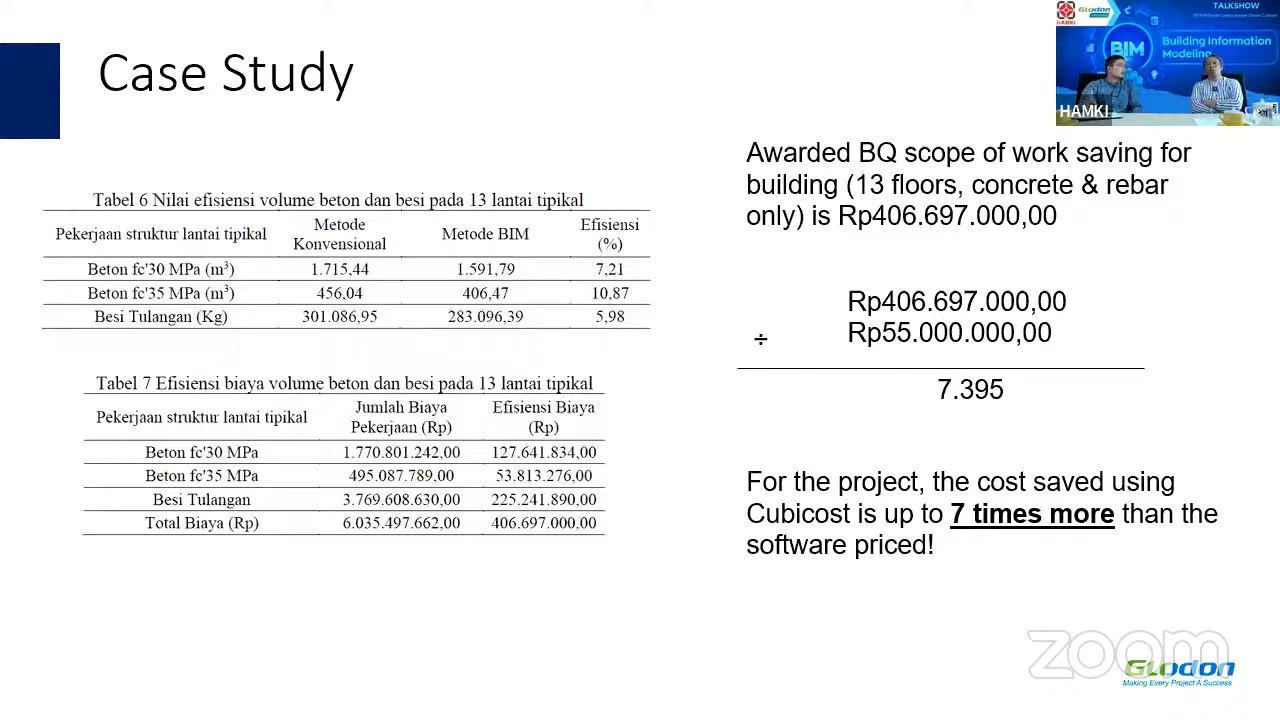 Case Study
HAMKI
Glodon
TALKSHOW
BIM
Building Information
Modeling
HAMKI
Tabel 6 Nilai efisiensi volume beton dan besi pada 13 lantai tipikal
Pekerjaan struktur lantai tipikal Metode Konvensional Metode BIM Efisiensi (%)
Beton fc'30 MPa (m³) 1.715,44 1.591,79 7,21
Beton fc'35 MPa (m³) 456,04 406,47 10,87
Besi Tulangan (Kg) 301.086,95 283.096,39 5,98
Tabel 7 Efisiensi biaya volume beton dan besi pada 13 lantai tipikal
Pekerjaan struktur lantai tipikal Jumlah Biaya Pekerjaan (Rp) Efisiensi Biaya (Rp)
Beton fc'30 MPa 1.770.801.242,00 127.641.834,00
Beton fc'35 MPa 495.087.789,00 53.813.276,00
Besi Tulangan 3.769.608.630,00 225.241.890,00
Total Biaya (Rp) 6.035.497.662,00 406.697.000,00
Awarded BQ scope of work saving for
building (13 floors, concrete & rebar
only) is Rp406.697.000,00
Rp406.697.000,00
÷ Rp55.000.000,00
7.395
For the project, the cost saved using
Cubicost is up to 7 times more than the
software priced!
zoom
GLODON
Making Every Project A Success